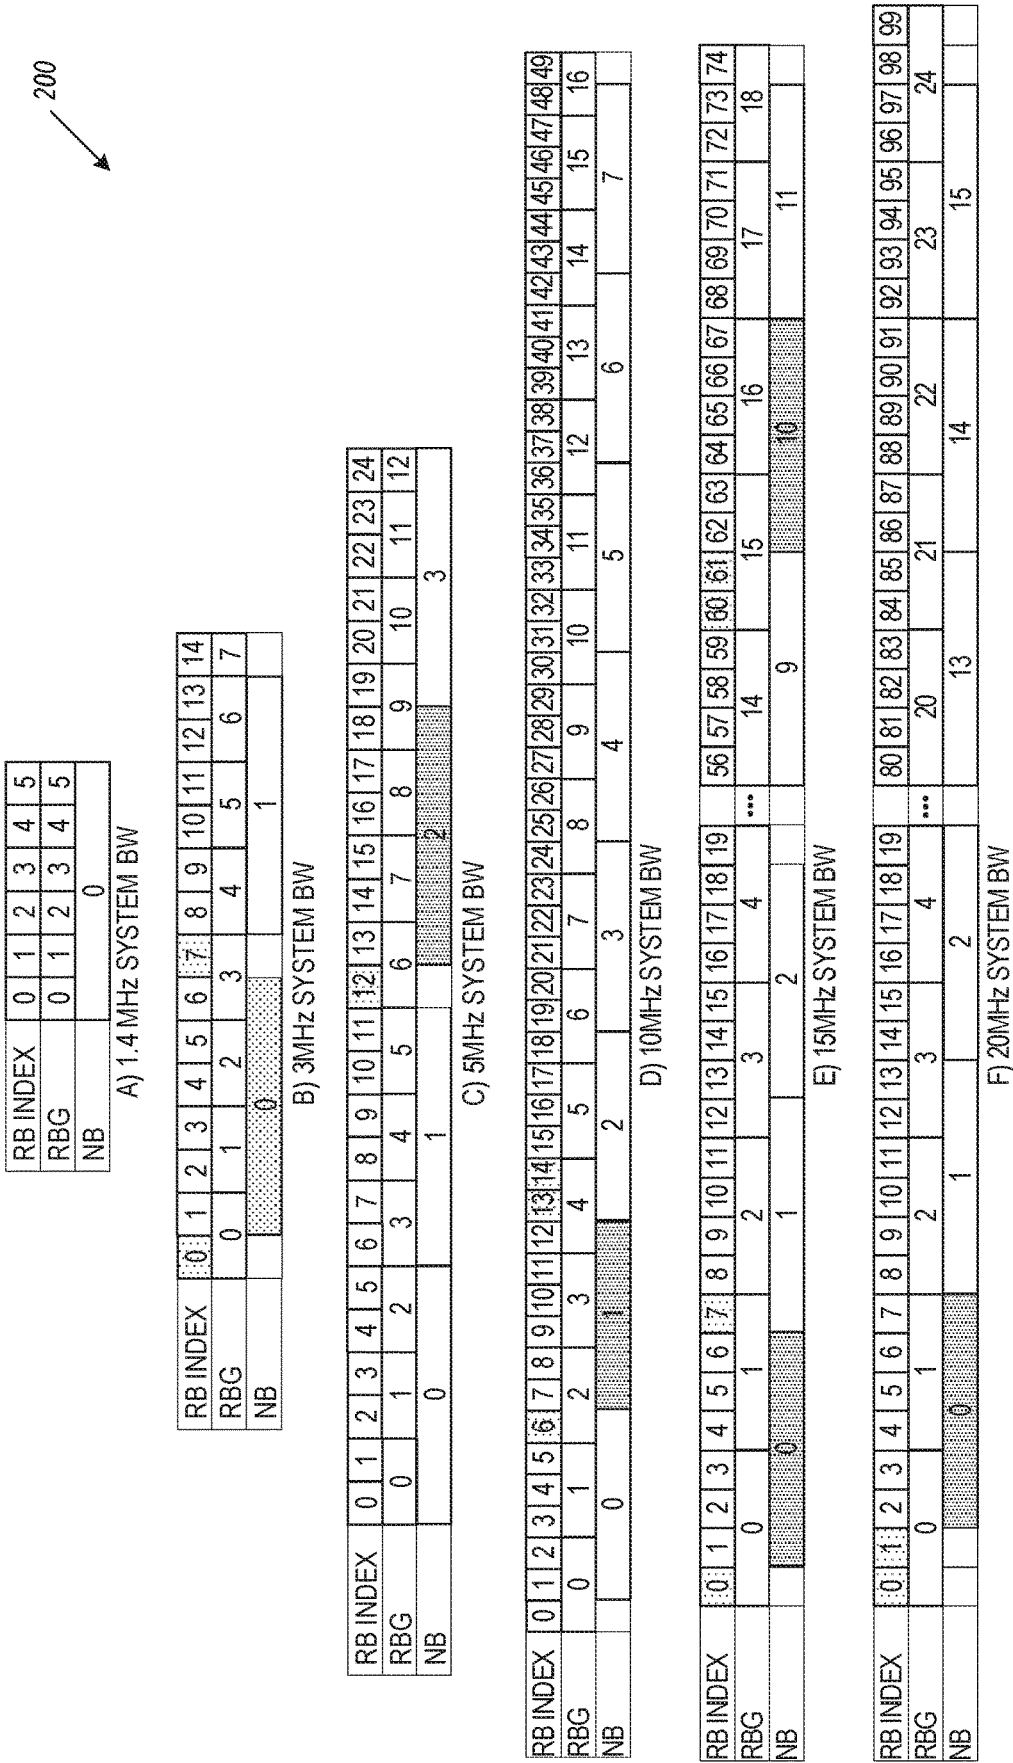 200
RB INDEX 0 1 2 3 4 5
RBG 0 1 2 3 4 5
NB 0
A) 1.4 MHz SYSTEM BW
RB INDEX 0 1 2 3 4 5 6 7 8 9 10 11 12 13 14
RBG 0 1 2 3 4 5 6 7
NB 0 1
B) 3MHz SYSTEM BW
RB INDEX 0 1 2 3 4 5 6 7 8 9 10 11 12 13 14 15 16 17 18 19 20 21 22 23 24
RBG 0 1 2 3 4 5 6 7 8 9 10 11 12
NB 0 1 2 3
C) 5MHz SYSTEM BW
RB INDEX 0 1 2 3 4 5 6 7 8 9 10 11 12 13 14 15 16 17 18 19 20 21 22 23 24 25 26 27 28 29 30 31 32 33 34 35 36 37 38 39 40 41 42 43 44 45 46 47 48 49
RBG 0 1 2 3 4 5 6 7 8 9 10 11 12 13 14 15 16
NB 0 1 2 3 4 5 6 7
D) 10MHz SYSTEM BW
RB INDEX 0 1 2 3 4 5 6 7 8 9 10 11 12 13 14 15 16 17 18 19 56 57 58 59 60 61 62 63 64 65 66 67 68 69 70 71 72 73 74
RBG 0 1 2 3 4 ... 14 15 16 17 18
NB 0 1 2 9 10 11
E) 15MHz SYSTEM BW
RB INDEX 0 1 2 3 4 5 6 7 8 9 10 11 12 13 14 15 16 17 18 19 80 81 82 83 84 85 86 87 88 89 90 91 92 93 94 95 96 97 98 99
RBG 0 1 2 3 4 ... 20 21 22 23 24
NB 0 1 2 13 14 15
F) 20MHz SYSTEM BW